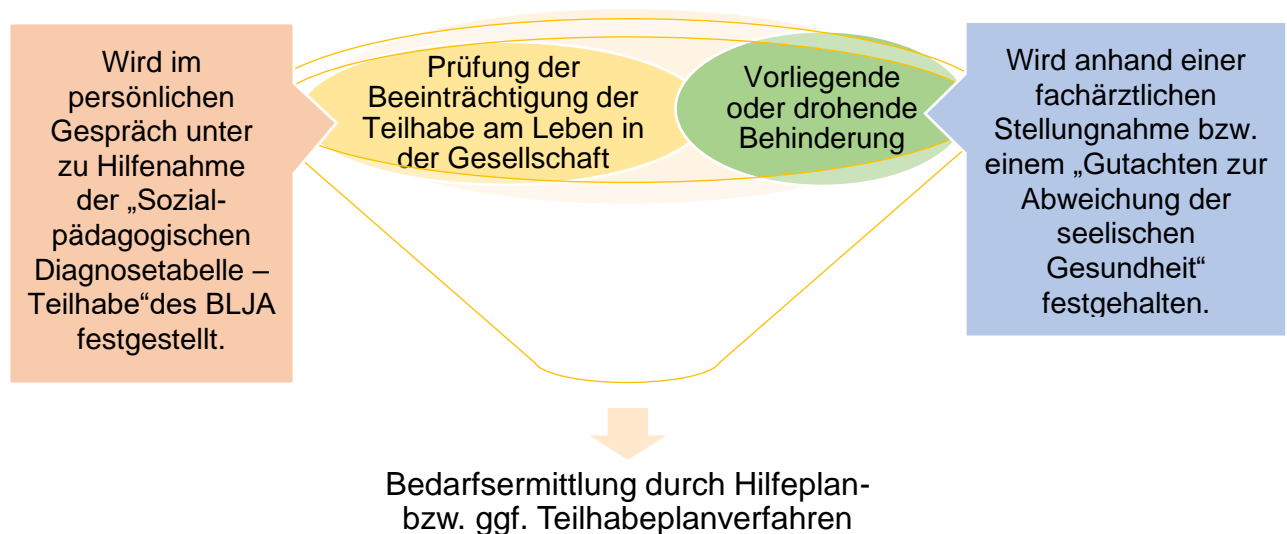 Wird im
persönlichen
Gespräch unter
zu Hilfenahme
der „Sozial-
pädagogischen
Diagnosetabelle –
Teilhabe“des BLJA
festgestellt.
Prüfung der
Beeinträchtigung der
Teilhabe am Leben in
der Gesellschaft
Vorliegende
oder drohende
Behinderung
Wird anhand einer
fachärztlichen
Stellungnahme bzw.
einem „Gutachten zur
Abweichung der
seelischen
Gesundheit“
festgehalten.
Bedarfsermittlung durch Hilfeplan-
bzw. ggf. Teilhabeplanverfahren